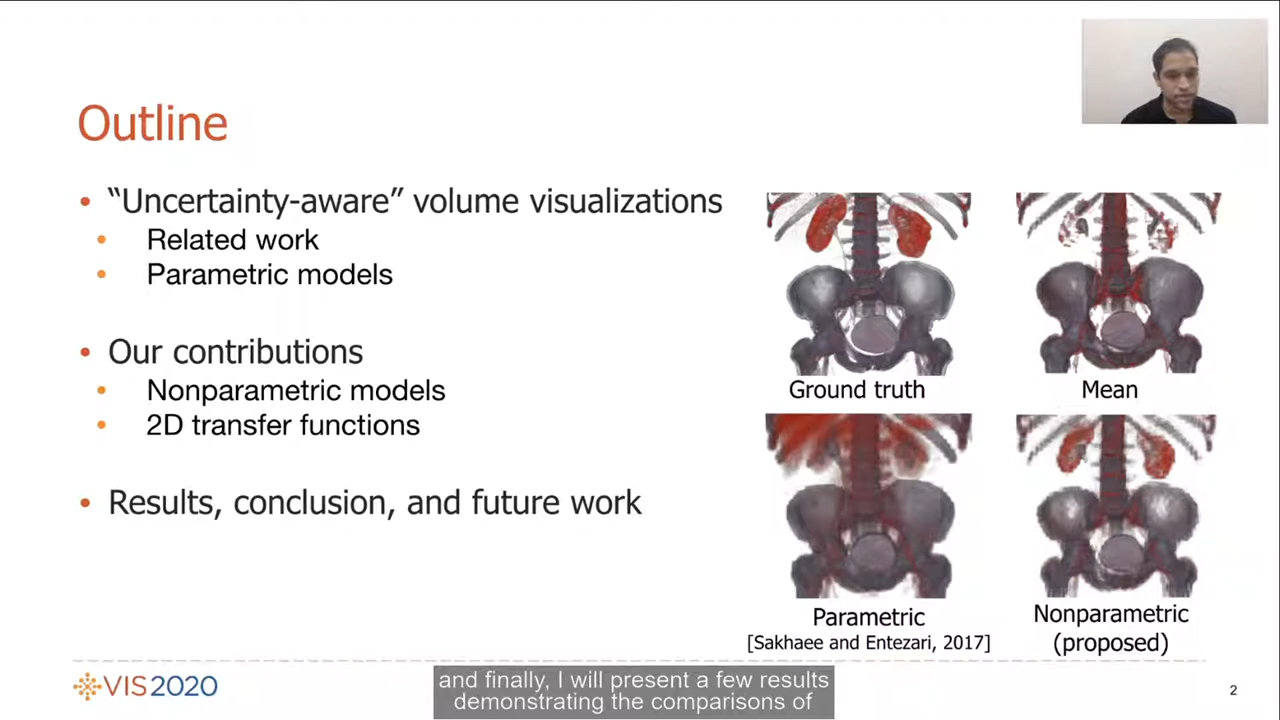 Outline
• “Uncertainty-aware” volume visualizations
• Related work
• Parametric models
• Our contributions
• Nonparametric models
• 2D transfer functions
• Results, conclusion, and future work
Ground truth
Mean
Parametric
[Sakhaee and Entezari, 2017]
Nonparametric
(proposed)
VIS2020
and finally, I will present a few results
demonstrating the comparisons of
2